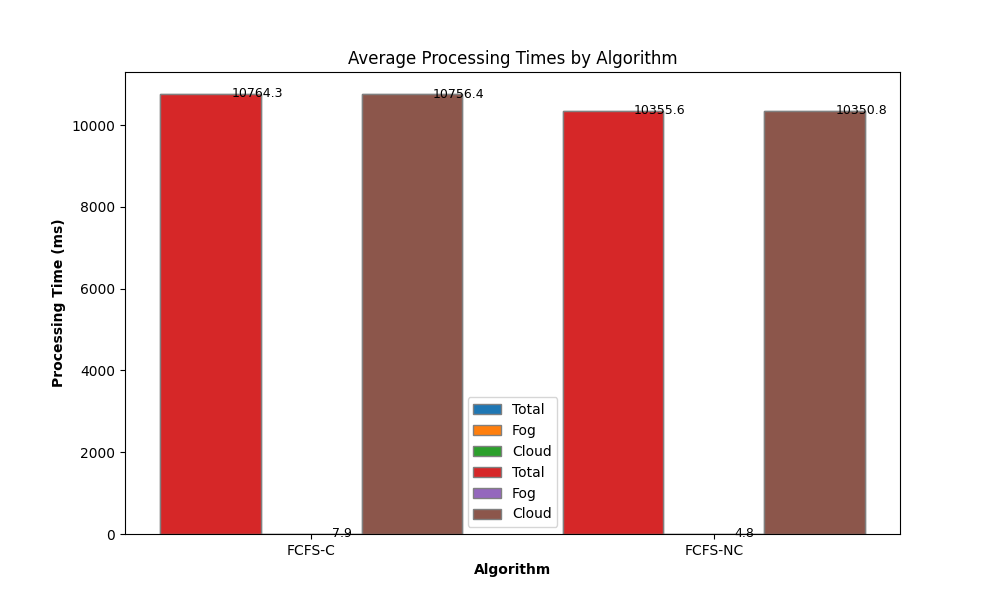 Average Processing Times by Algorithm
10764.3
10756.4
10355.6
10350.8
10000
8000
6000
4000
2000
0
Processing Time (ms)
Total
Fog
Cloud
Total
Fog
Cloud
7.9
4.8
FCFS-C
FCFS-NC
Algorithm